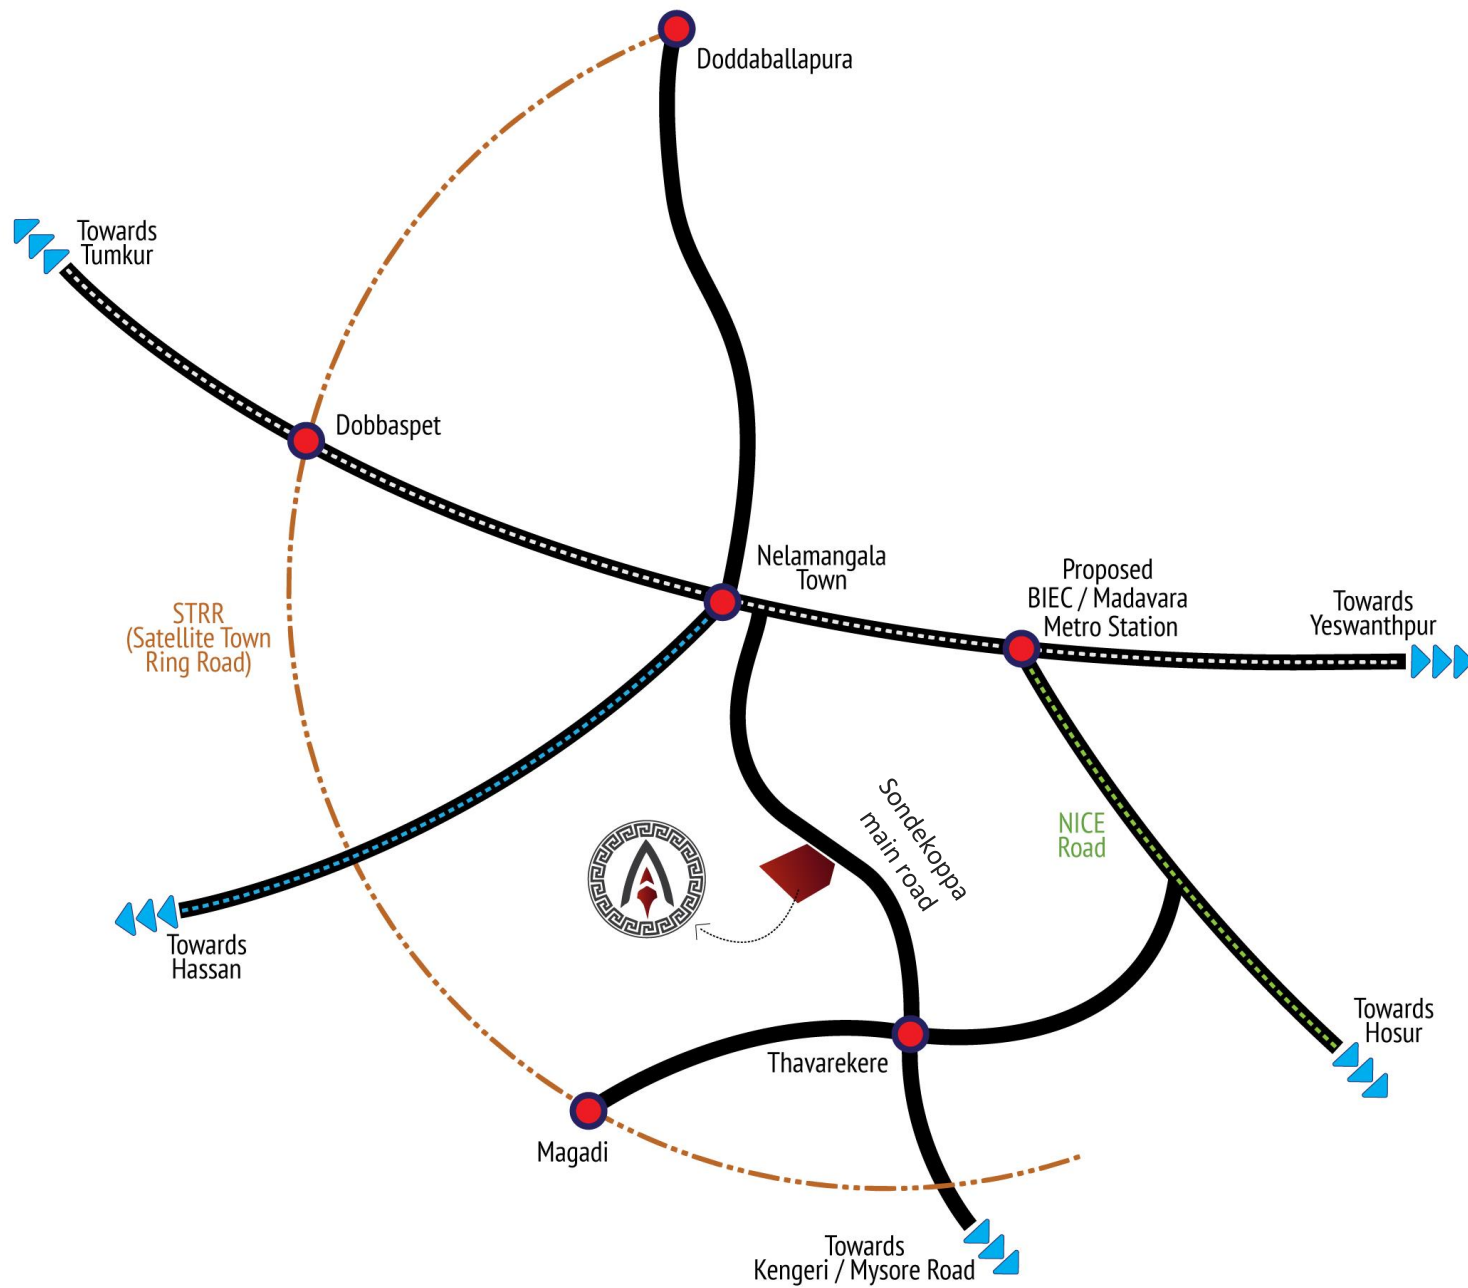 Doddaballapura
Towards
Tumkur
Dobbaspet
Nelamangala
Town
Proposed
BIEC / Madavara
Metro Station
Towards
Yeswanthpur
STRR
(Satellite Town
Ring Road)
Sondekoppa
main road
NICE
Road
Towards
Hassan
Towards
Hosur
Thavarekere
Magadi
Towards
Kengeri / Mysore Road